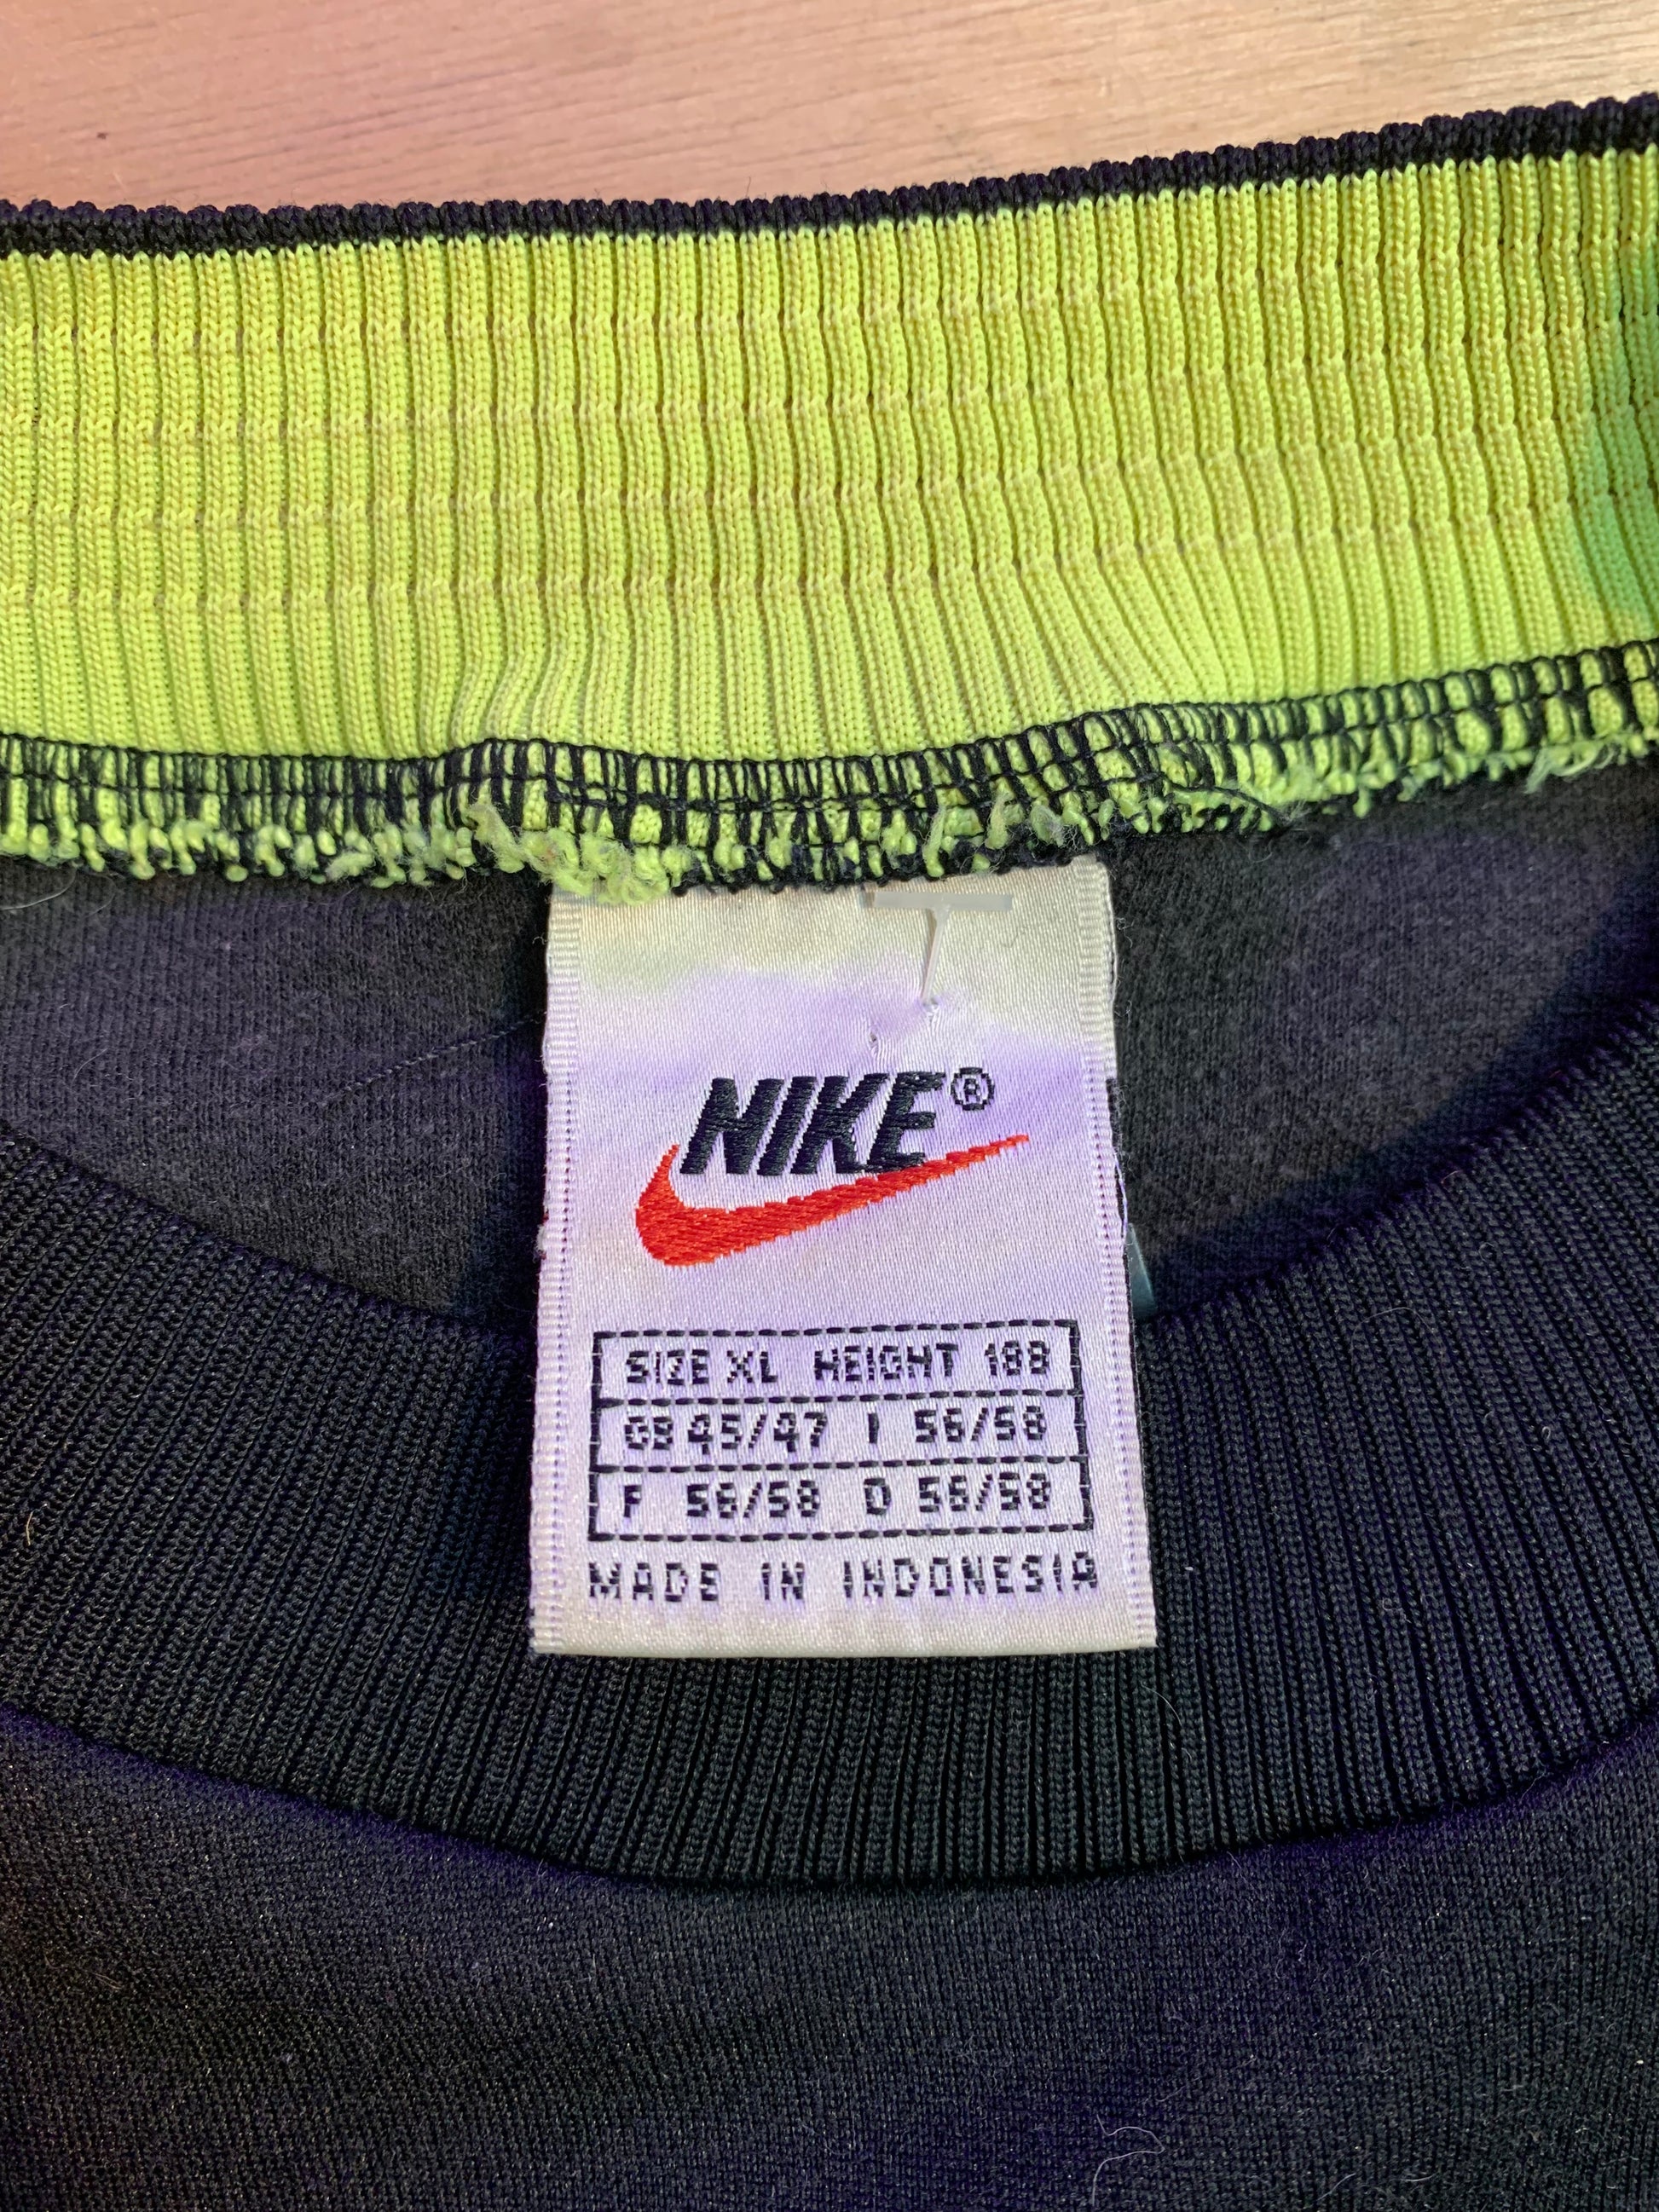 NIKE®
SIZE XL HEIGHT 188
GB 45/47 I 56/58
F 56/58 D 56/58
MADE IN INDONESIA